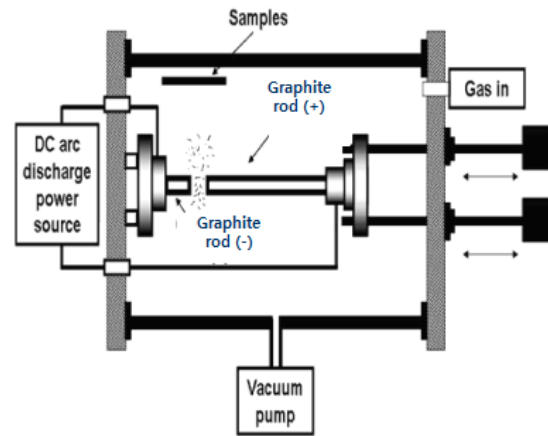 Samples
Graphite
rod (+)
Gas in
DC arc
discharge
power
source
Graphite
rod (-)
Vacuum
pump